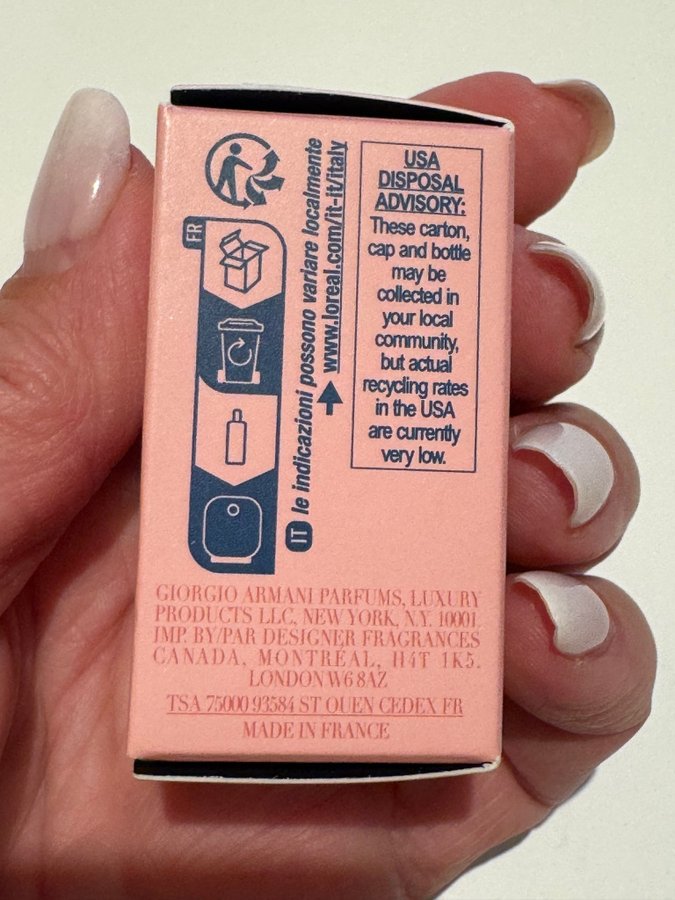 FR
IT le indicazioni possono variare localmente
www.loreal.com/it-it/italy
USA
DISPOSAL
ADVISORY:
These carton,
cap and bottle
may be
collected in
your local
community,
but actual
recycling rates
in the USA
are currently
very low.
GIORGIO ARMANI PARFUMS, LUXURY
PRODUCTS LLC, NEW YORK, N.Y. 10001.
IMP. BY/PAR DESIGNER FRAGRANCES
CANADA, MONTRÉAL, H4T 1K5.
LONDON W6 8AZ
TSA 75000 93584 ST OUEN CEDEX FR
MADE IN FRANCE